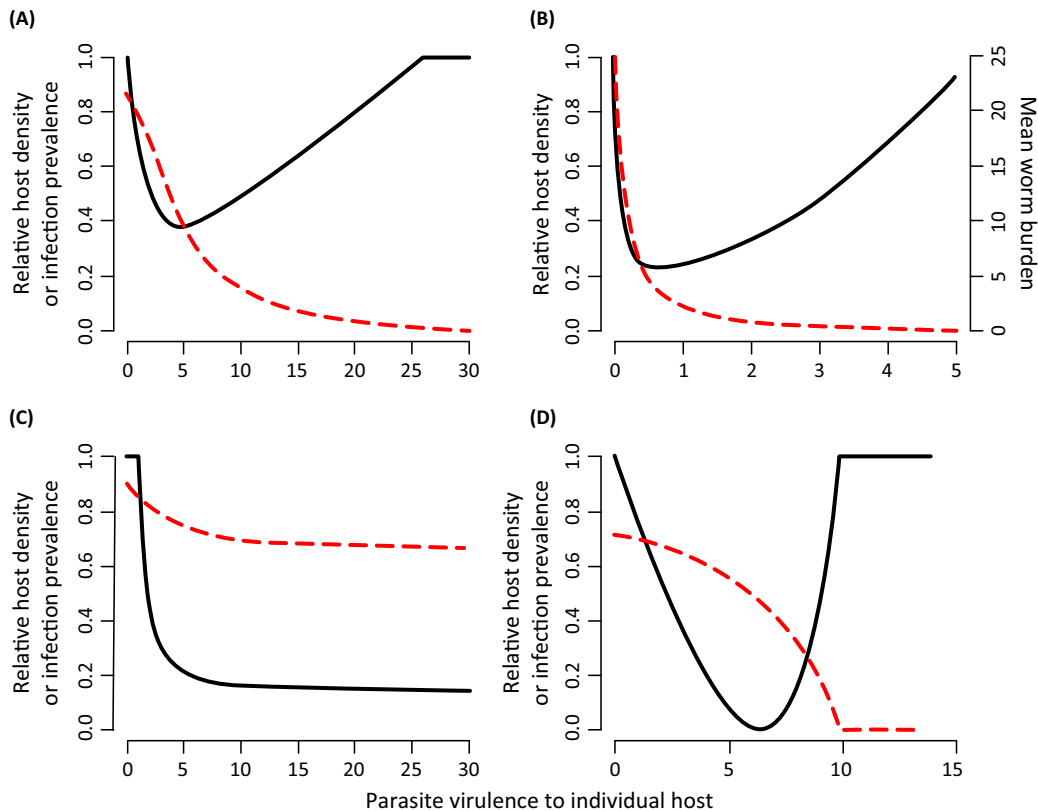 (A)
Relative host density
or infection prevalence
0.0 0.2 0.4 0.6 0.8 1.0
0 5 10 15 20 25 30
(B)
Relative host density
0.0 0.2 0.4 0.6 0.8 1.0
0 1 2 3 4 5
0 5 10 15 20 25
Mean worm burden
(C)
Relative host density
or infection prevalence
0.0 0.2 0.4 0.6 0.8 1.0
0 5 10 15 20 25 30
(D)
Relative host density
or infection prevalence
0.0 0.2 0.4 0.6 0.8 1.0
0 5 10 15
Parasite virulence to individual host